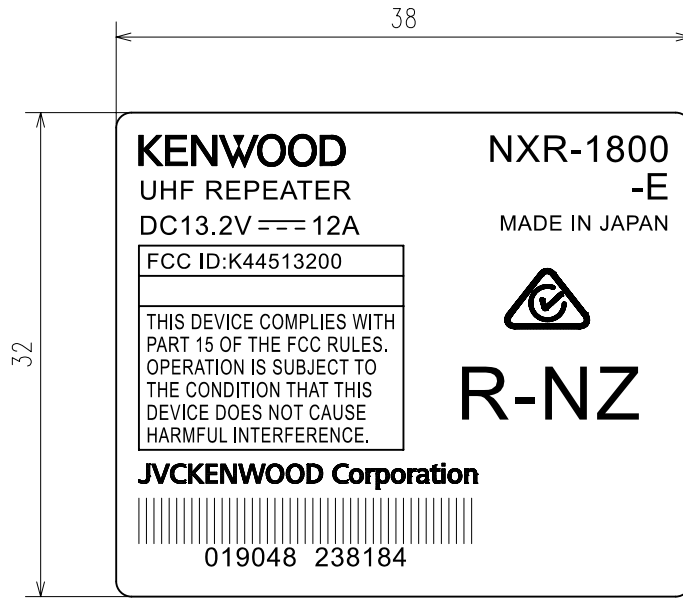 38
32
KENWOOD
NXR-1800
-E
UHF REPEATER
DC13.2V 12A
MADE IN JAPAN
FCC ID:K44513200
THIS DEVICE COMPLIES WITH
PART 15 OF THE FCC RULES.
OPERATION IS SUBJECT TO
THE CONDITION THAT THIS
DEVICE DOES NOT CAUSE
HARMFUL INTERFERENCE.
R-NZ
JVCKENWOOD Corporation
019048 238184